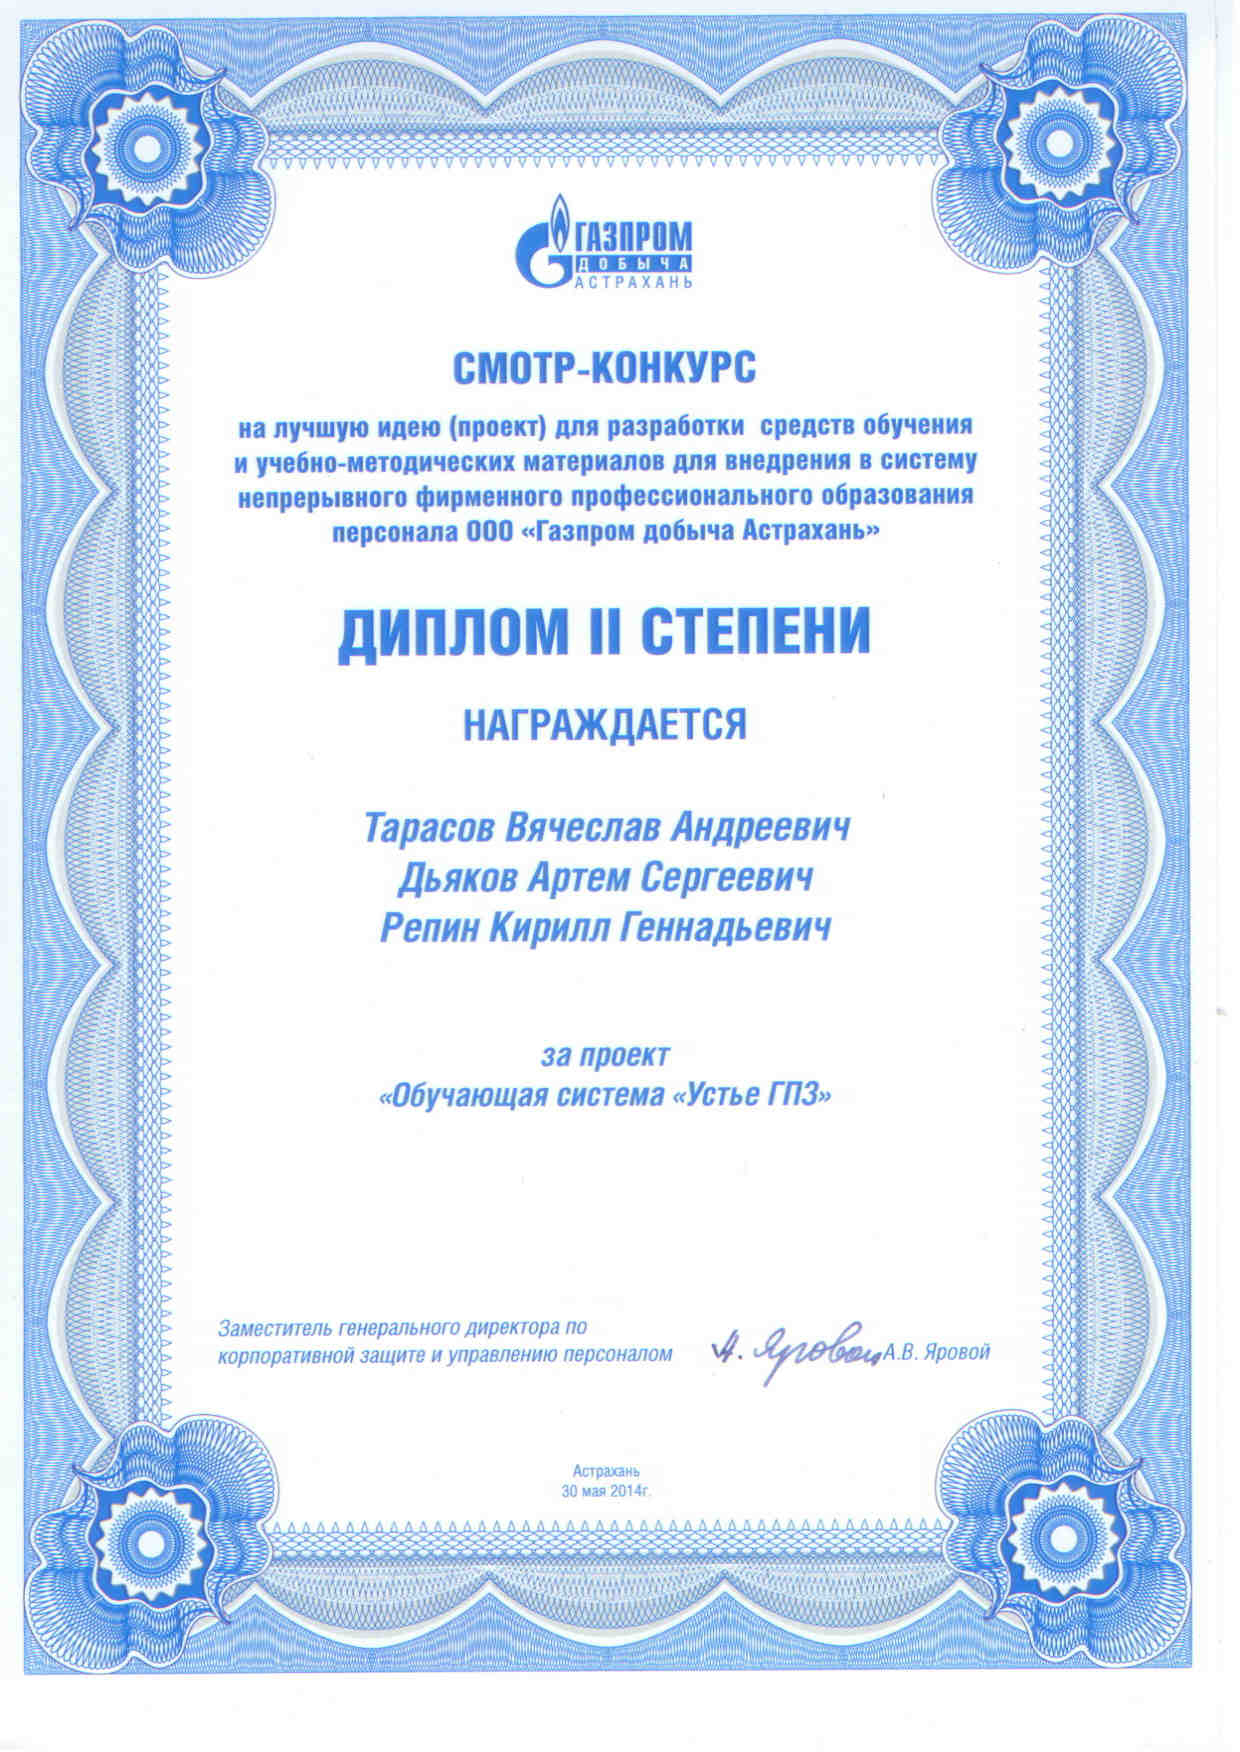 ГАЗПРОМ
ДОБЫЧА
АСТРАХАНЬ
СМОТР-КОНКУРС
на лучшую идею (проект) для разработки средств обучения
и учебно-методических материалов для внедрения в систему
непрерывного фирменного профессионального образования
персонала ООО «Газпром добыча Астрахань»
ДИПЛОМ II СТЕПЕНИ
НАГРАЖДАЕТСЯ
Тарасов Вячеслав Андреевич
Дьяков Артем Сергеевич
Репин Кирилл Геннадьевич
за проект
«Обучающая система «Устье ГПЗ»
Заместитель генерального директора по
корпоративной защите и управлению персоналом
А. Яровой А.В. Яровой
Астрахань
30 мая 2014г.